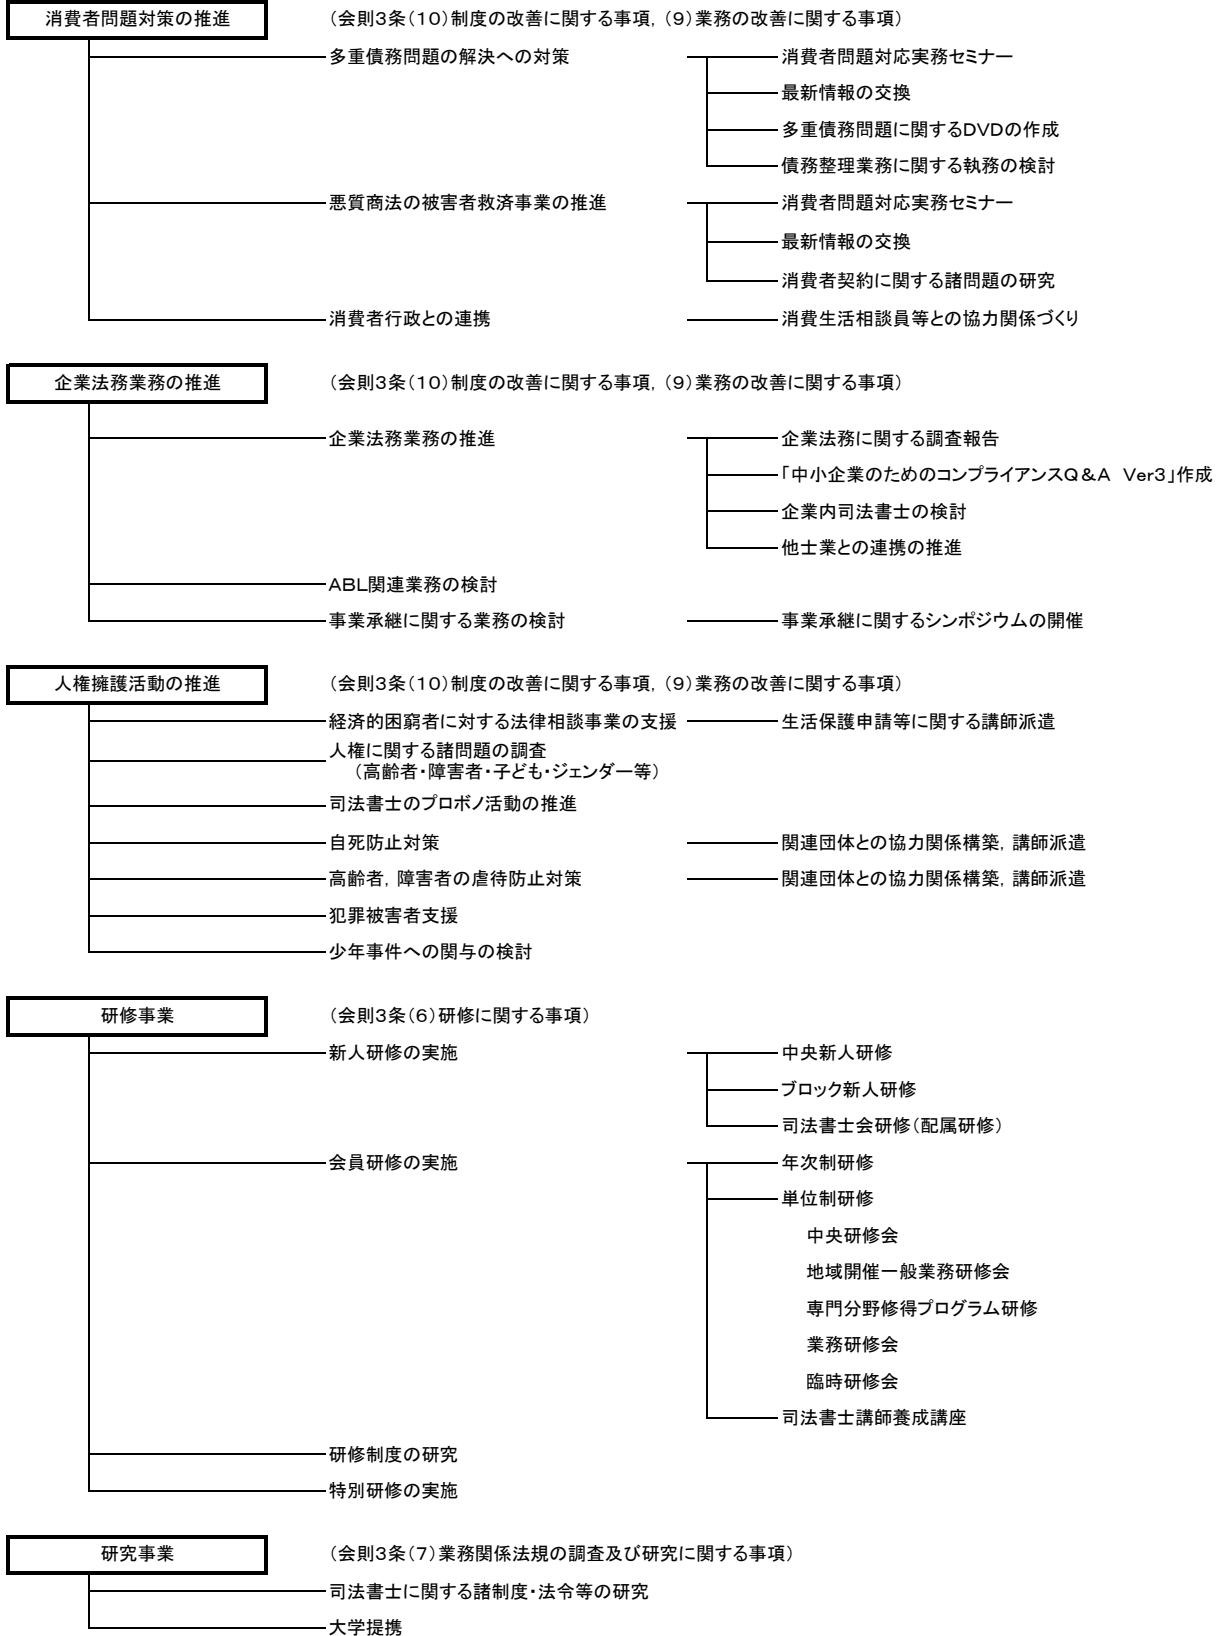 消費者問題対策の推進 （会則３条（１０）制度の改善に関する事項，（９）業務の改善に関する事項）
多重債務問題の解決への対策 消費者問題対応実務セミナー
最新情報の交換
多重債務問題に関するDVDの作成
債務整理業務に関する執務の検討
悪質商法の被害者救済事業の推進 消費者問題対応実務セミナー
最新情報の交換
消費者契約に関する諸問題の研究
消費者行政との連携 消費生活相談員等との協力関係づくり
企業法務業務の推進 （会則３条（１０）制度の改善に関する事項，（９）業務の改善に関する事項）
企業法務業務の推進 企業法務に関する調査報告
「中小企業のためのコンプライアンスＱ＆Ａ　Ver３」作成
企業内司法書士の検討
他士業との連携の推進
ABL関連業務の検討
事業承継に関する業務の検討 事業承継に関するシンポジウムの開催
人権擁護活動の推進 （会則３条（１０）制度の改善に関する事項，（９）業務の改善に関する事項）
経済的困窮者に対する法律相談事業の支援 生活保護申請等に関する講師派遣
人権に関する諸問題の調査
（高齢者・障害者・子ども・ジェンダー等）
司法書士のプロボノ活動の推進
自死防止対策 関連団体との協力関係構築，講師派遣
高齢者，障害者の虐待防止対策 関連団体との協力関係構築，講師派遣
犯罪被害者支援
少年事件への関与の検討
研修事業 （会則３条（６）研修に関する事項）
新人研修の実施 中央新人研修
ブロック新人研修
司法書士会研修（配属研修）
会員研修の実施 年次制研修
単位制研修
中央研修会
地域開催一般業務研修会
専門分野修得プログラム研修
業務研修会
臨時研修会
司法書士講師養成講座
研修制度の研究
特別研修の実施
研究事業 （会則３条（７）業務関係法規の調査及び研究に関する事項）
司法書士に関する諸制度・法令等の研究
大学提携